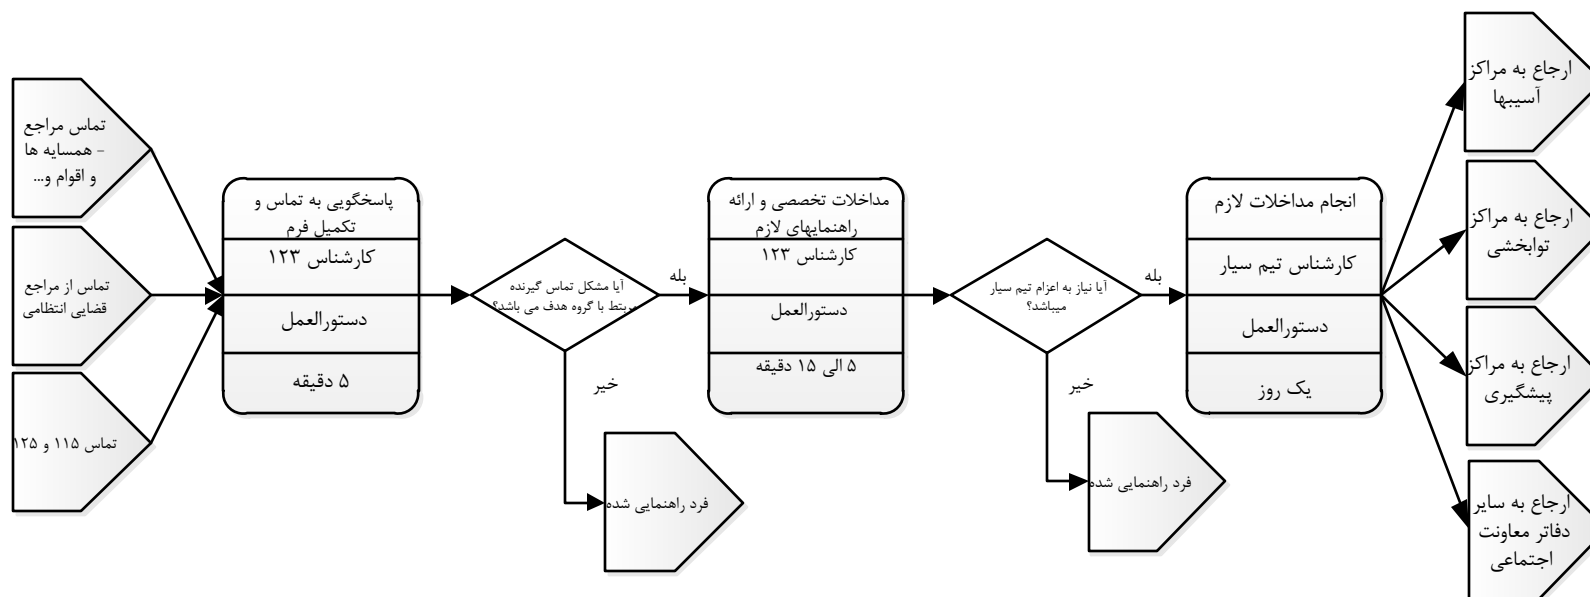 تماس مراجع
- همسایه ها
و اقوام و...
تماس از مراجع
قضایی انتظامی
تماس ۱۱۵ و ۱۲۵
پاسخگویی به تماس و
تکمیل فرم
کارشناس ۱۲۳
دستورالعمل
۵ دقیقه
آیا مشکل تماس گیرنده
مربتط با گروه هدف می باشد؟
بله
خیر
فرد راهنمایی شده
مداخلات تخصصی و ارائه
راهنمایهای لازم
کارشناس ۱۲۳
دستورالعمل
۵ الی ۱۵ دقیقه
آیا نیاز به اعزام تیم سیار
میباشد؟
بله
خیر
فرد راهنمایی شده
انجام مداخلات لازم
کارشناس تیم سیار
دستورالعمل
یک روز
ارجاع به مراکز
آسیبها
ارجاع به مراکز
توابخشی
ارجاع به مراکز
پیشگیری
ارجاع به سایر
دفاتر معاونت
اجتماعی